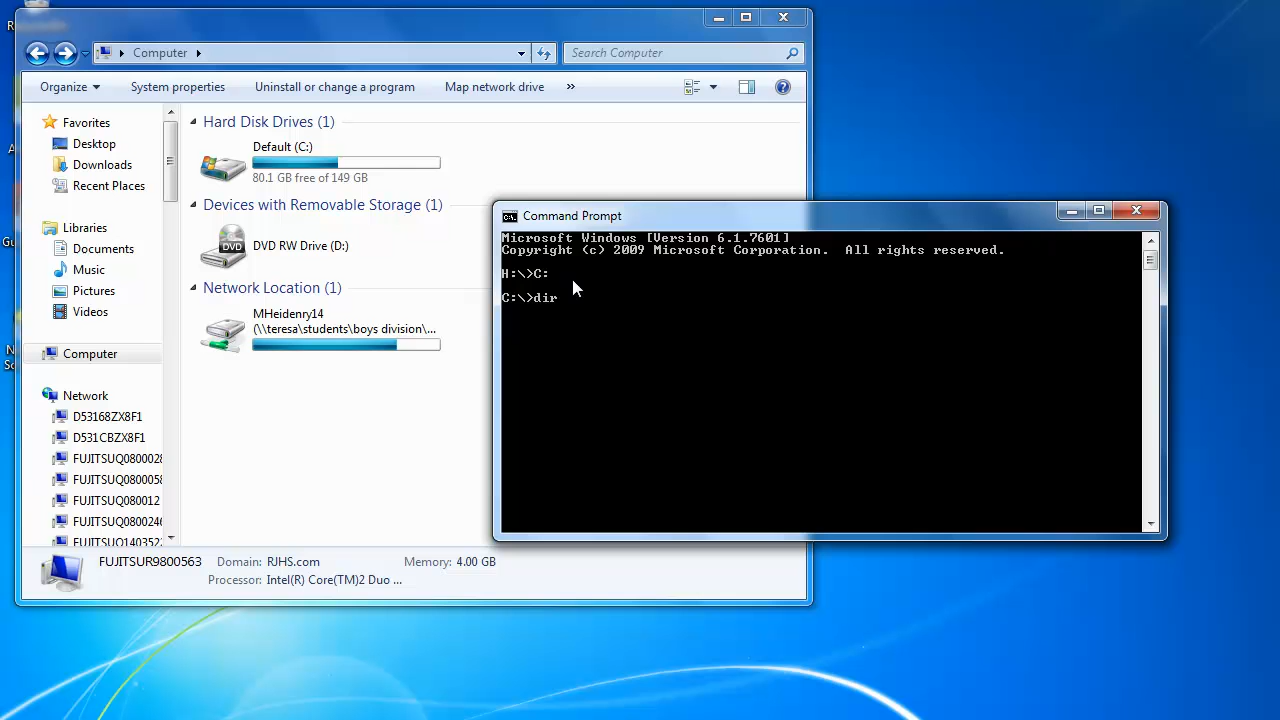 Computer
Search Computer
Organize
System properties
Uninstall or change a program
Map network drive
»
Favorites
Desktop
Downloads
Recent Places
Libraries
Documents
Music
Pictures
Videos
Computer
Network
D53168ZX8F1
D531CBZX8F1
FUJITSUQ0800028
FUJITSUQ0800058
FUJITSUQ080012
FUJITSUQ0800246
FUJITSUQ1403522
Hard Disk Drives (1)
Default (C:)
80.1 GB free of 149 GB
Devices with Removable Storage (1)
DVD
DVD RW Drive (D:)
Network Location (1)
MHeidenry14
(\\teresa\students\boys division\...
FUJITSUR9800563
Domain: RJHS.com
Memory: 4.00 GB
Processor: Intel(R) Core(TM)2 Duo ...
C:\.
Command Prompt
Microsoft Windows [Version 6.1.7601]
Copyright (c) 2009 Microsoft Corporation.  All rights reserved.
H:\>C:
C:\>dir